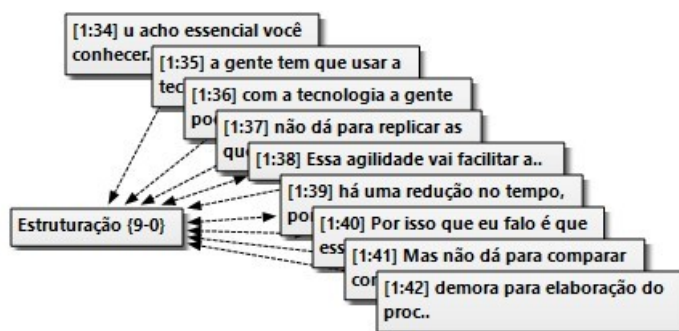 [1:34] u acho essencial você
conhecer..
[1:35] a gente tem que usar a
tec
[1:36] com a tecnologia a gente
po
[1:37] não dá para replicar as
que
[1:38] Essa agilidade vai facilitar a..
[1:39] há uma redução no tempo,
por
[1:40] Por isso que eu falo é que
ess
[1:41] Mas não dá para comparar
con
[1:42] demora para elaboração do
proc..
Estruturação {9-0}